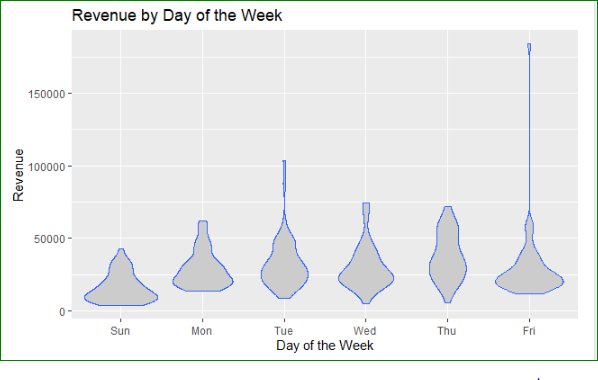 Revenue by Day of the Week
Revenue
150000
100000
50000
0
Sun Mon Tue Wed Thu Fri
Day of the Week